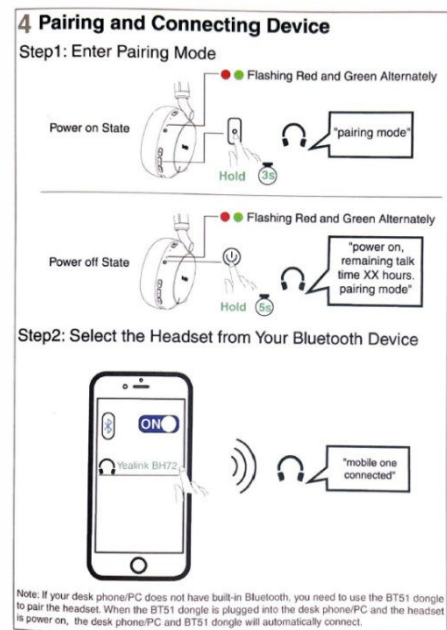 4 Pairing and Connecting Device
Step1: Enter Pairing Mode
Flashing Red and Green Alternately
Power on State
"pairing mode"
Hold 3s
Flashing Red and Green Alternately
Power off State
"power on,
remaining talk
time XX hours.
pairing mode"
Hold 5s
Step2: Select the Headset from Your Bluetooth Device
ON
Yealink BH72
"mobile one
connected"
Note: If your desk phone/PC does not have built-in Bluetooth, you need to use the BT51 dongle
to pair the headset. When the BT51 dongle is plugged into the desk phone/PC and the headset
is power on, the desk phone/PC and BT51 dongle will automatically connect.